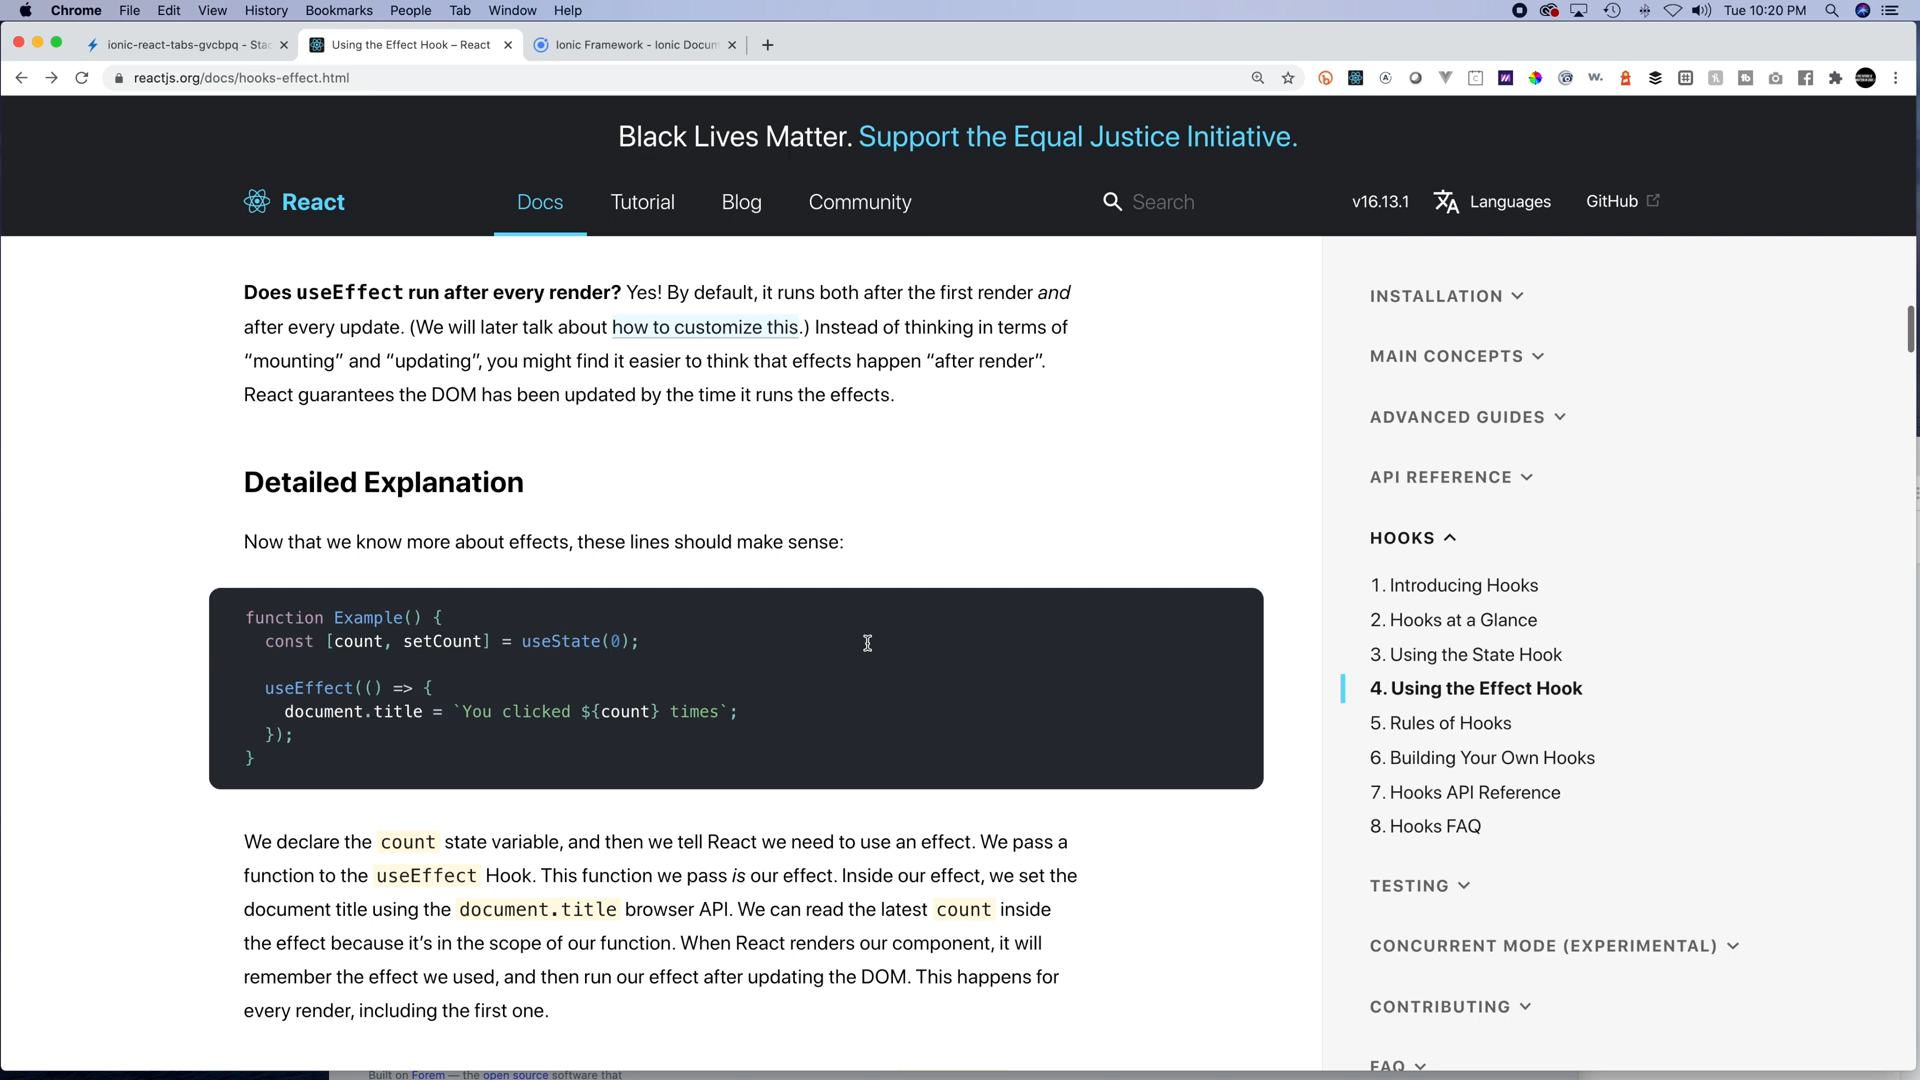 Chrome File Edit View History Bookmarks People Tab Window Help Tue 10:20 PM
ionic-react-tabs-gvcbpq - Stac Using the Effect Hook – React Ionic Framework - Ionic Docum
reactjs.org/docs/hooks-effect.html
Black Lives Matter. Support the Equal Justice Initiative.
React Docs Tutorial Blog Community Search v16.13.1 Languages GitHub
Does useEffect run after every render? Yes! By default, it runs both after the first render and
after every update. (We will later talk about how to customize this.) Instead of thinking in terms of
“mounting” and “updating”, you might find it easier to think that effects happen “after render”.
React guarantees the DOM has been updated by the time it runs the effects.
Detailed Explanation
Now that we know more about effects, these lines should make sense:
function Example() {
  const [count, setCount] = useState(0);
  useEffect(() => {
    document.title = `You clicked ${count} times`;
  });
}
We declare the count state variable, and then we tell React we need to use an effect. We pass a
function to the useEffect Hook. This function we pass is our effect. Inside our effect, we set the
document title using the document.title browser API. We can read the latest count inside
the effect because it’s in the scope of our function. When React renders our component, it will
remember the effect we used, and then run our effect after updating the DOM. This happens for
every render, including the first one.
INSTALLATION
MAIN CONCEPTS
ADVANCED GUIDES
API REFERENCE
HOOKS
1. Introducing Hooks
2. Hooks at a Glance
3. Using the State Hook
4. Using the Effect Hook
5. Rules of Hooks
6. Building Your Own Hooks
7. Hooks API Reference
8. Hooks FAQ
TESTING
CONCURRENT MODE (EXPERIMENTAL)
CONTRIBUTING
FAQ
Built on Forem — the open source software that